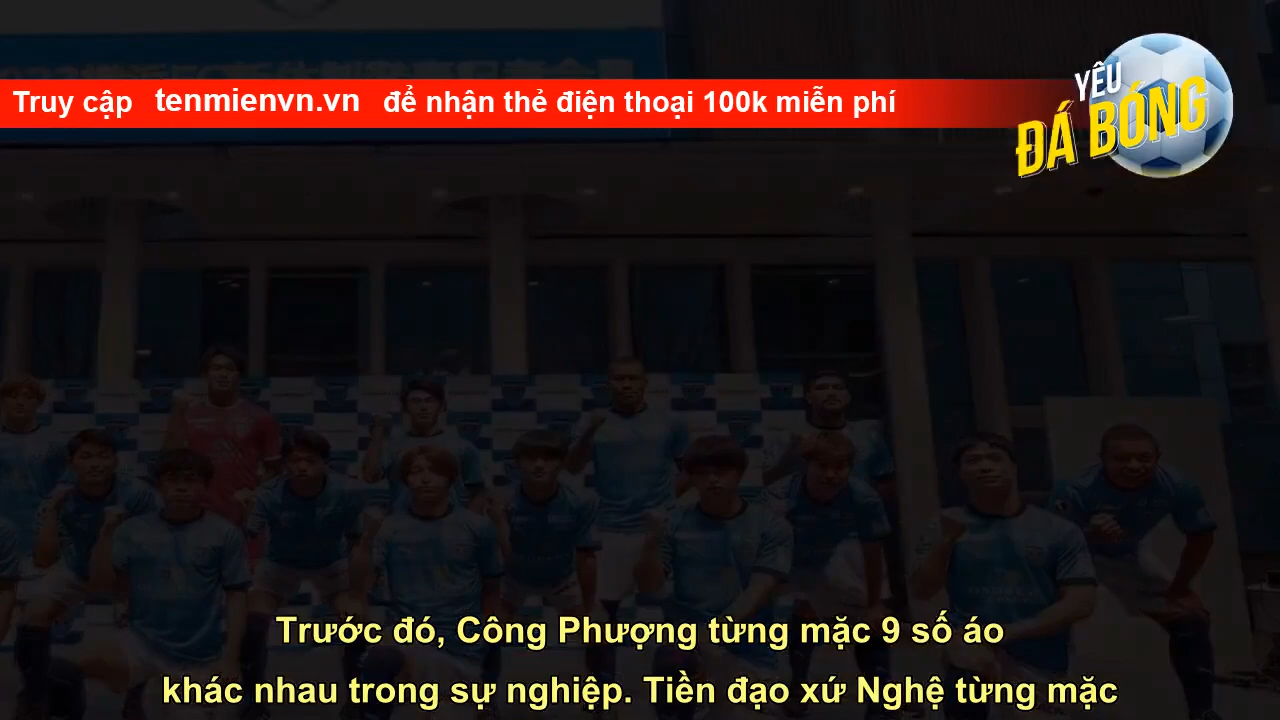 YÊU
ĐÁ BÓNG
Truy cập tenmienvn.vn để nhận thẻ điện thoại 100k miễn phí
Trước đó, Công Phượng từng mặc 9 số áo
khác nhau trong sự nghiệp. Tiền đạo xứ Nghệ từng mặc